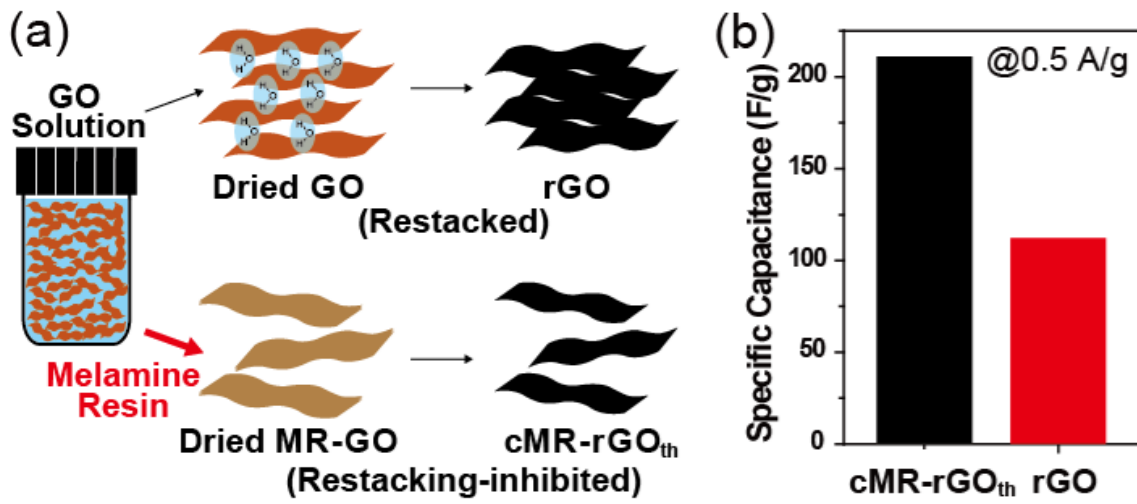 (a)
GO
Solution
H O H
H O H
H O H
H O H
H O H
H O H
H O H
Dried GO
rGO
(Restacked)
Melamine
Resin
Dried MR-GO
cMR-rGOth
(Restacking-inhibited)
(b)
@0.5 A/g
Specific Capacitance (F/g)
200
150
100
50
0
cMR-rGOth
rGO